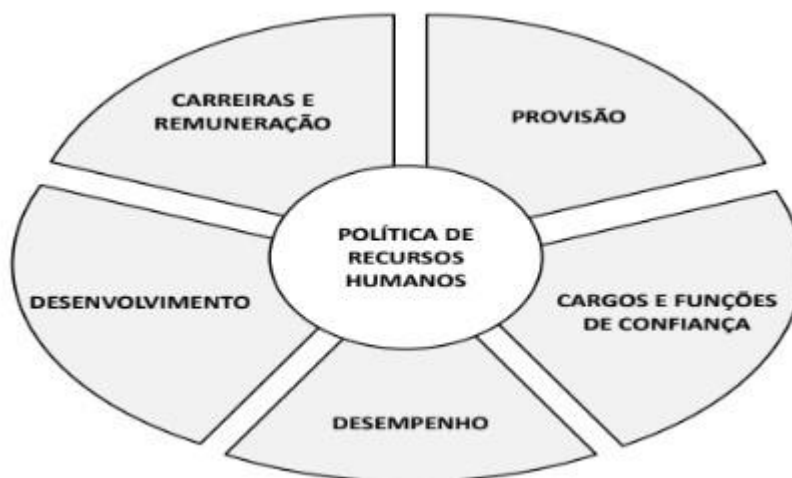 CARREIRAS E
REMUNERAÇÃO
PROVISÃO
POLÍTICA DE
RECURSOS
HUMANOS
DESENVOLVIMENTO
CARGOS E FUNÇÕES
DE CONFIANÇA
DESEMPENHO